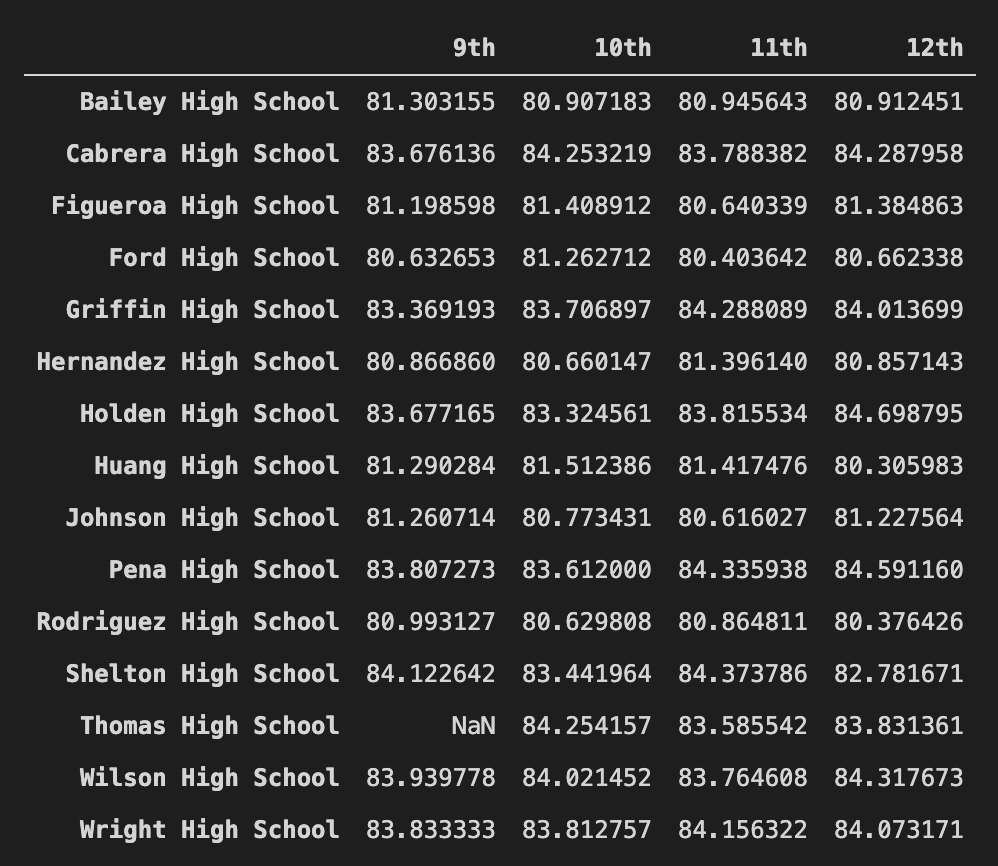 9th 10th 11th 12th
Bailey High School 81.303155 80.907183 80.945643 80.912451
Cabrera High School 83.676136 84.253219 83.788382 84.287958
Figueroa High School 81.198598 81.408912 80.640339 81.384863
Ford High School 80.632653 81.262712 80.403642 80.662338
Griffin High School 83.369193 83.706897 84.288089 84.013699
Hernandez High School 80.866860 80.660147 81.396140 80.857143
Holden High School 83.677165 83.324561 83.815534 84.698795
Huang High School 81.290284 81.512386 81.417476 80.305983
Johnson High School 81.260714 80.773431 80.616027 81.227564
Pena High School 83.807273 83.612000 84.335938 84.591160
Rodriguez High School 80.993127 80.629808 80.864811 80.376426
Shelton High School 84.122642 83.441964 84.373786 82.781671
Thomas High School NaN 84.254157 83.585542 83.831361
Wilson High School 83.939778 84.021452 83.764608 84.317673
Wright High School 83.833333 83.812757 84.156322 84.073171